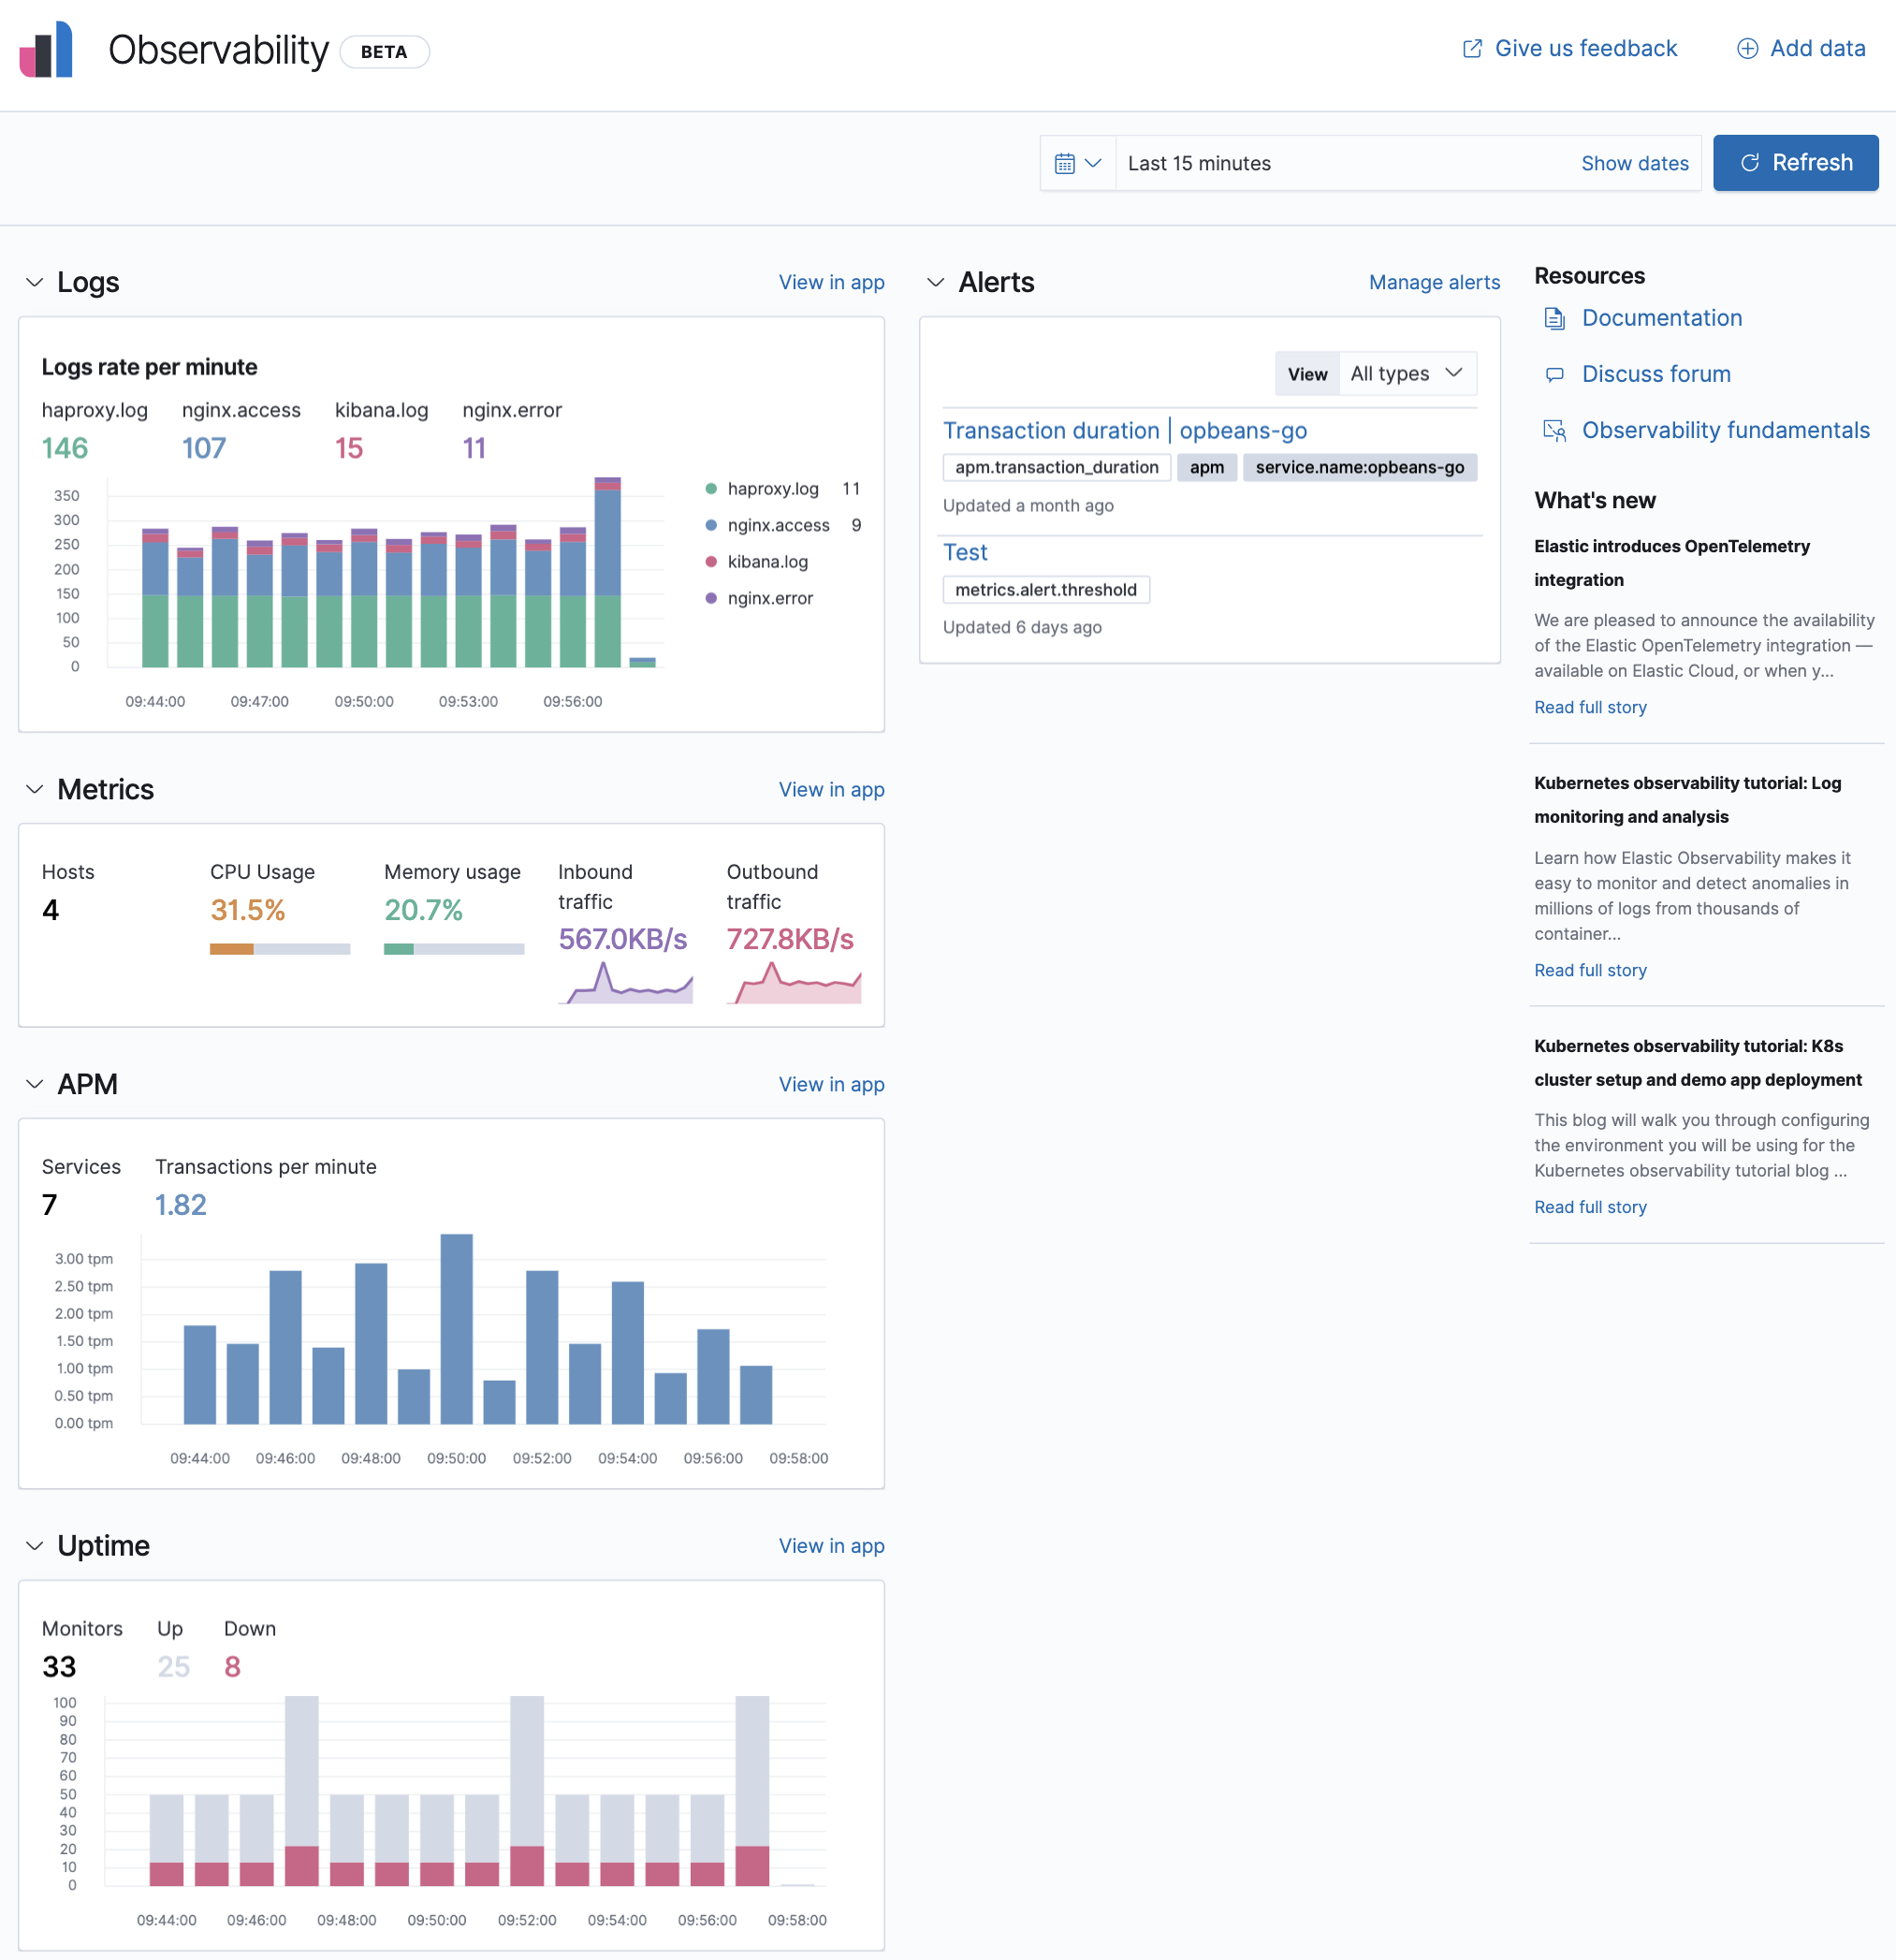 Observability
BETA
Give us feedback
Add data
Last 15 minutes
Show dates
Refresh
Logs
View in app
Logs rate per minute
haproxy.log nginx.access kibana.log nginx.error
146 107 15 11
350
300
250
200
150
100
50
0
09:44:00 09:47:00 09:50:00 09:53:00 09:56:00
haproxy.log 11
nginx.access 9
kibana.log
nginx.error
Metrics
View in app
Hosts
4
CPU Usage
31.5%
Memory usage
20.7%
Inbound
traffic
567.0KB/s
Outbound
traffic
727.8KB/s
APM
View in app
Services Transactions per minute
7 1.82
3.00 tpm
2.50 tpm
2.00 tpm
1.50 tpm
1.00 tpm
0.50 tpm
0.00 tpm
09:44:00 09:46:00 09:48:00 09:50:00 09:52:00 09:54:00 09:56:00 09:58:00
Uptime
View in app
Monitors Up Down
33 25 8
100
90
80
70
60
50
40
30
20
10
0
09:44:00 09:46:00 09:48:00 09:50:00 09:52:00 09:54:00 09:56:00 09:58:00
Alerts
Manage alerts
View All types
Transaction duration | opbeans-go
apm.transaction_duration apm service.name:opbeans-go
Updated a month ago
Test
metrics.alert.threshold
Updated 6 days ago
Resources
Documentation
Discuss forum
Observability fundamentals
What's new
Elastic introduces OpenTelemetry
integration
We are pleased to announce the availability
of the Elastic OpenTelemetry integration —
available on Elastic Cloud, or when y...
Read full story
Kubernetes observability tutorial: Log
monitoring and analysis
Learn how Elastic Observability makes it
easy to monitor and detect anomalies in
millions of logs from thousands of
container...
Read full story
Kubernetes observability tutorial: K8s
cluster setup and demo app deployment
This blog will walk you through configuring
the environment you will be using for the
Kubernetes observability tutorial blog ...
Read full story